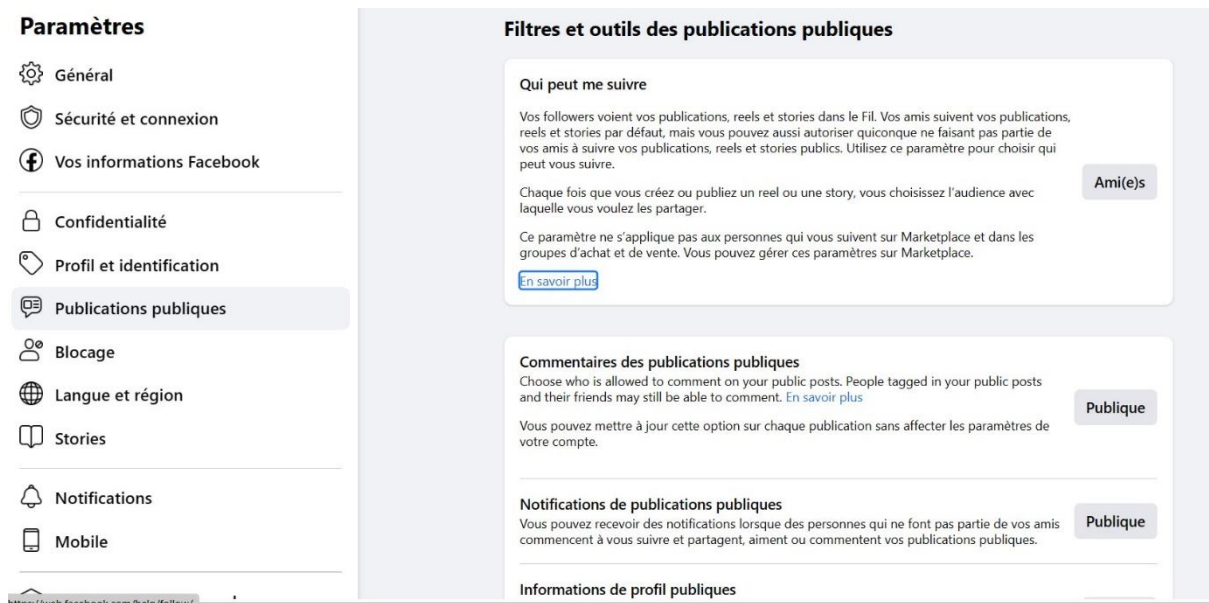 Paramètres
Général
Sécurité et connexion
Vos informations Facebook
Confidentialité
Profil et identification
Publications publiques
Blocage
Langue et région
Stories
Notifications
Mobile
Filtres et outils des publications publiques
Qui peut me suivre
Vos followers voient vos publications, reels et stories dans le Fil. Vos amis suivent vos publications,
reels et stories par défaut, mais vous pouvez aussi autoriser quiconque ne faisant pas partie de
vos amis à suivre vos publications, reels et stories publics. Utilisez ce paramètre pour choisir qui
peut vous suivre.
Ami(e)s
Chaque fois que vous créez ou publiez un reel ou une story, vous choisissez l'audience avec
laquelle vous voulez les partager.
Ce paramètre ne s'applique pas aux personnes qui vous suivent sur Marketplace et dans les
groupes d'achat et de vente. Vous pouvez gérer ces paramètres sur Marketplace.
En savoir plus
Commentaires des publications publiques
Choose who is allowed to comment on your public posts. People tagged in your public posts
and their friends may still be able to comment. En savoir plus
Publique
Vous pouvez mettre à jour cette option sur chaque publication sans affecter les paramètres de
votre compte.
Notifications de publications publiques
Vous pouvez recevoir des notifications lorsque des personnes qui ne font pas partie de vos amis
commencent à vous suivre et partagent, aiment ou commentent vos publications publiques.
Publique
Informations de profil publiques